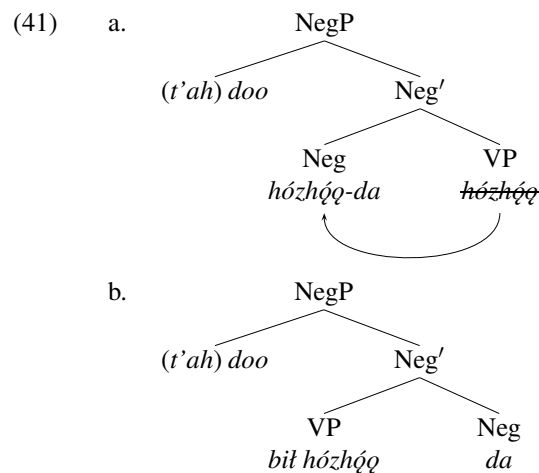 (41) a. NegP
(t’ah) doo Neg′
Neg VP
hózhǫ́ǫ-da hózhǫ́ǫ
b. NegP
(t’ah) doo Neg′
VP Neg
bił hózhǫ́ǫ da